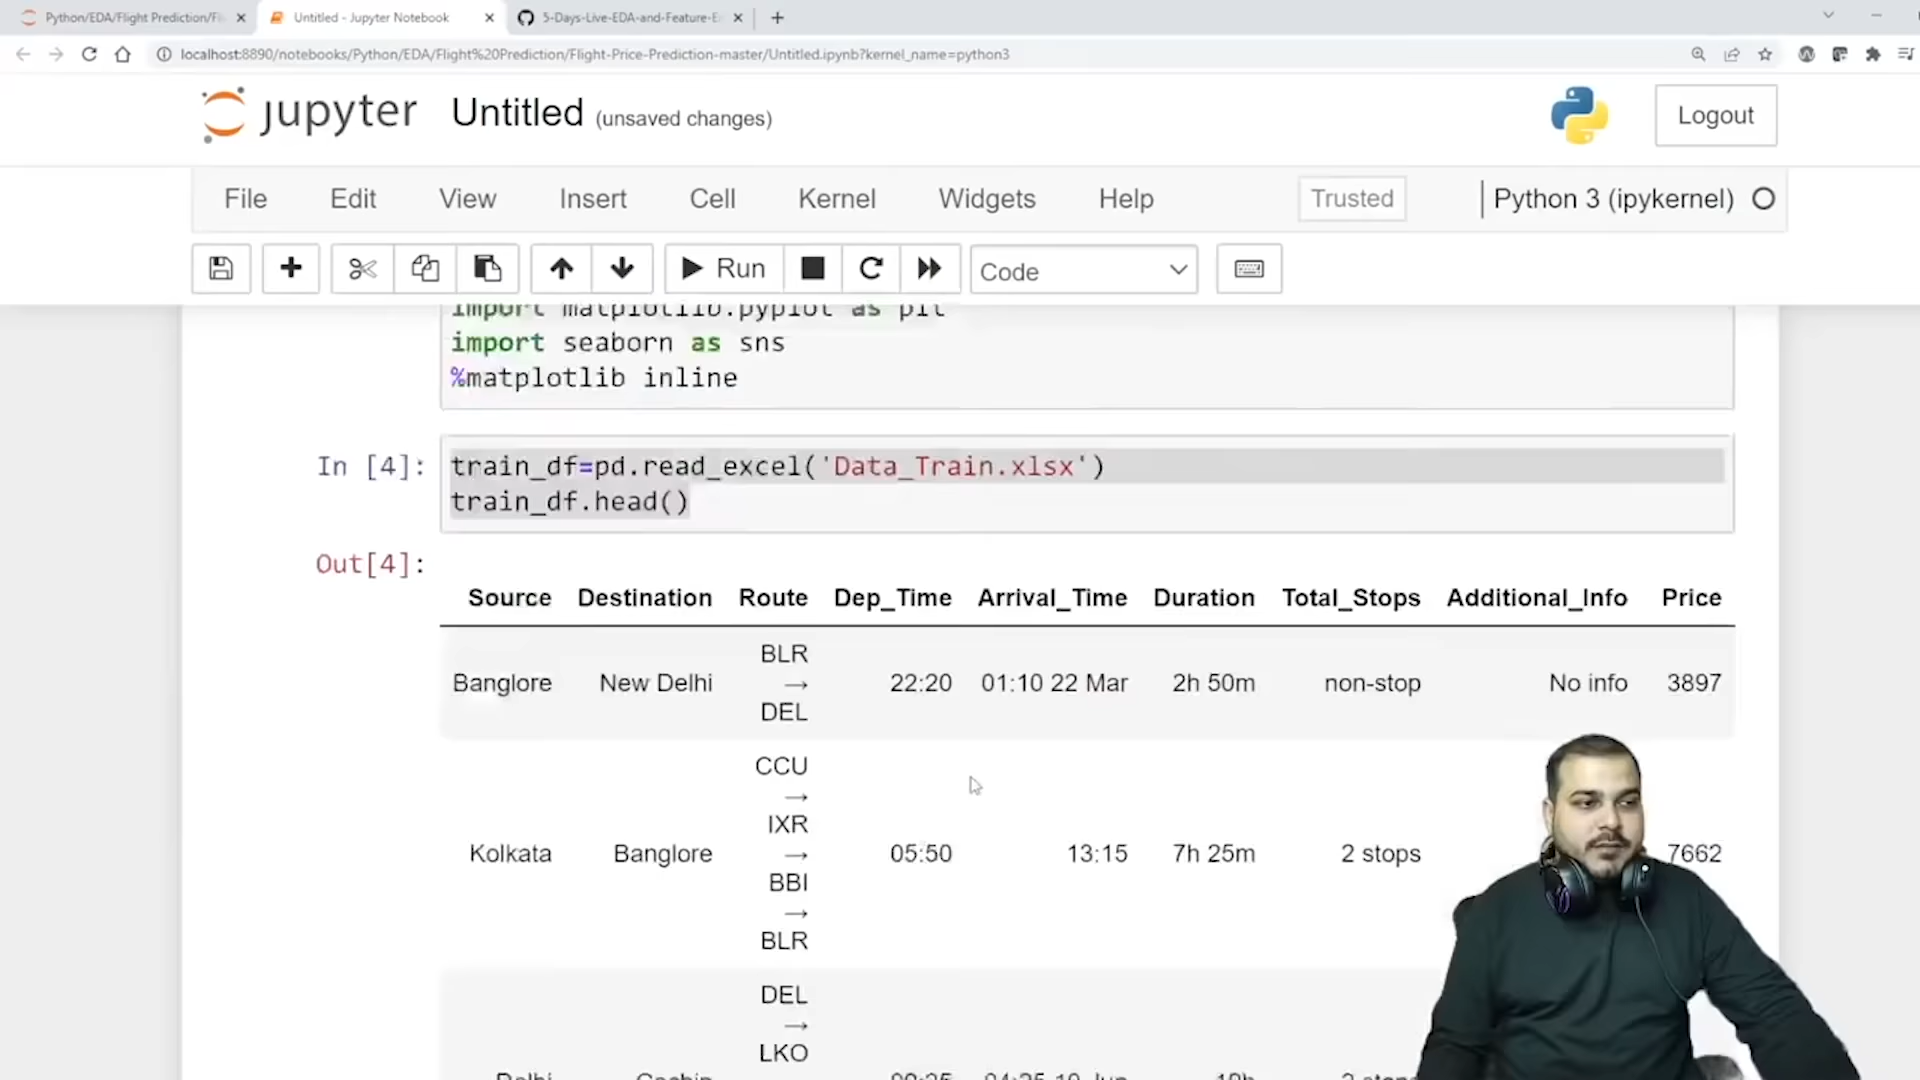 Python/EDA/Flight Prediction/Fl
Untitled - Jupyter Notebook
5-Days-Live-EDA-and-Feature-E
localhost:8890/notebooks/Python/EDA/Flight%20Prediction/Flight-Price-Prediction-master/Untitled.ipynb?kernel_name=python3
jupyter Untitled (unsaved changes)
Logout
File Edit View Insert Cell Kernel Widgets Help Trusted Python 3 (ipykernel)
Run Code
import matplotlib.pyplot as plt
import seaborn as sns
%matplotlib inline
In [4]: train_df=pd.read_excel('Data_Train.xlsx')
train_df.head()
Out[4]:
Source Destination Route Dep_Time Arrival_Time Duration Total_Stops Additional_Info Price
BLR
Banglore New Delhi → 22:20 01:10 22 Mar 2h 50m non-stop No info 3897
DEL
CCU
→
IXR
Kolkata Banglore → 05:50 13:15 7h 25m 2 stops 7662
BBI
→
BLR
DEL
→
LKO